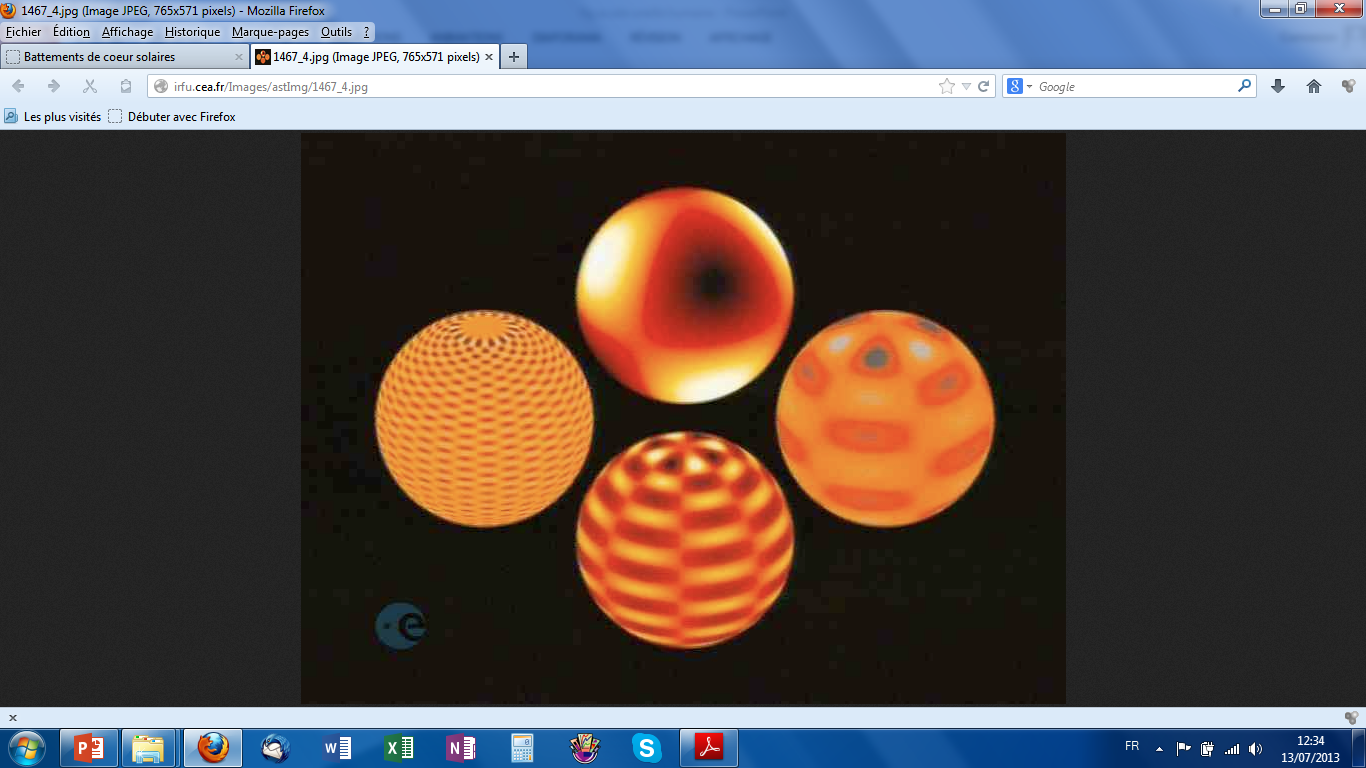 1467_4.jpg (Image JPEG, 765x571 pixels) - Mozilla Firefox
Fichier Édition Affichage Historique Marque-pages Outils ?
Battements de coeur solaires
1467_4.jpg (Image JPEG, 765x571 pixels)
irfu.cea.fr/Images/astImg/1467_4.jpg
Google
Les plus visités Débuter avec Firefox
e
FR
12:34
13/07/2013